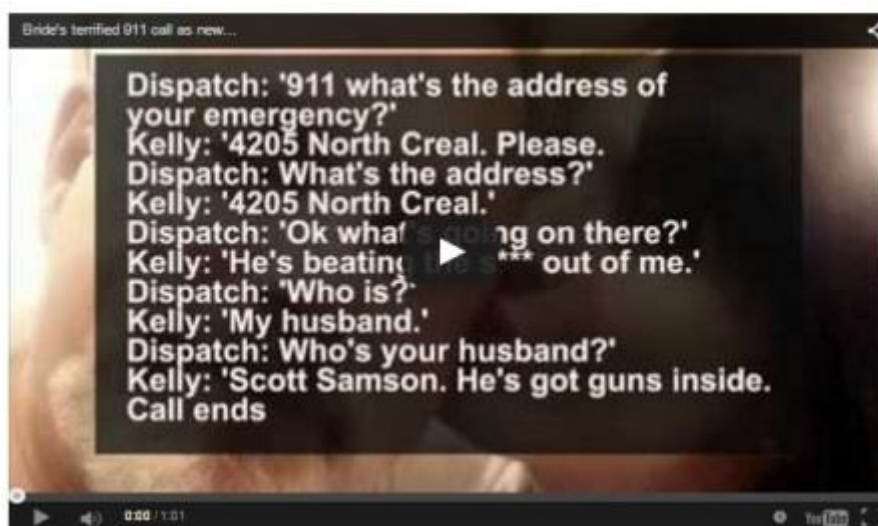 Bride's terrified 911 call as new...
Dispatch: '911 what's the address of
your emergency?'
Kelly: '4205 North Creal. Please.
Dispatch: What's the address?'
Kelly: '4205 North Creal.'
Dispatch: 'Ok what's going on there?'
Kelly: 'He's beating the s*** out of me.'
Dispatch: 'Who is?'
Kelly: 'My husband.'
Dispatch: Who's your husband?'
Kelly: 'Scott Samson. He's got guns inside.
Call ends
0:00 / 1:01
YouTube